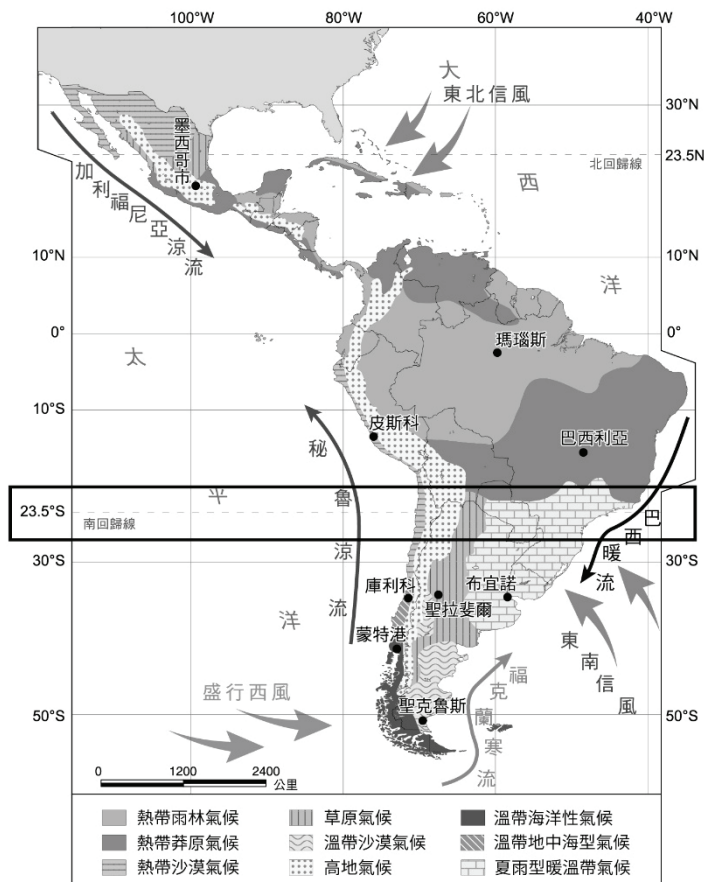 100°W 80°W 60°W 40°W
大
東北信風
30°N
墨西哥市
23.5°N
北回歸線
西
加利福尼亞涼流
10°N
10°N
洋
0°
0°
瑪瑙斯
太
10°S
10°S
皮斯科
巴西利亞
秘魯涼流
平
巴西暖流
23.5°S
南回歸線
30°S
30°S
庫利科
布宜諾
聖拉斐爾
洋
蒙特港
東南信風
福克蘭寒流
盛行西風
聖克魯斯
50°S
50°S
0 1200 2400
公里
熱帶雨林氣候 草原氣候 溫帶海洋性氣候
熱帶莽原氣候 溫帶沙漠氣候 溫帶地中海型氣候
熱帶沙漠氣候 高地氣候 夏雨型暖溫帶氣候